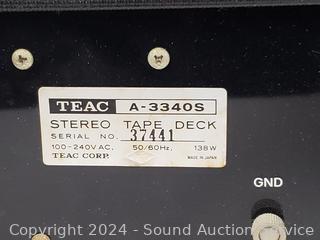 TEAC A-3340S
STEREO TAPE DECK
SERIAL NO. 37441
100-240V AC, 50/60Hz, 138W
TEAC CORP. MADE IN JAPAN
GND
Copyright © 2024 - Sound Auction Service